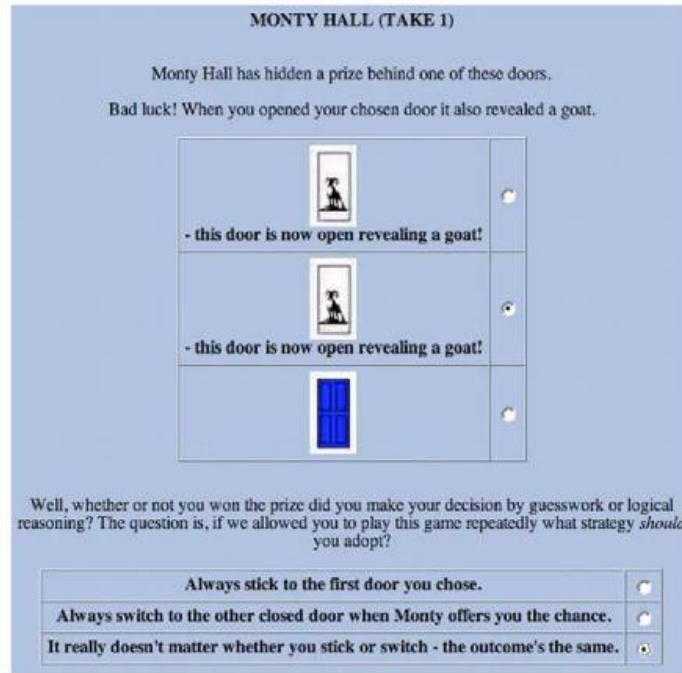 MONTY HALL (TAKE 1)
Monty Hall has hidden a prize behind one of these doors.
Bad luck! When you opened your chosen door it also revealed a goat.
- this door is now open revealing a goat!
- this door is now open revealing a goat!
Well, whether or not you won the prize did you make your decision by guesswork or logical
reasoning? The question is, if we allowed you to play this game repeatedly what strategy should
you adopt?
Always stick to the first door you chose.
Always switch to the other closed door when Monty offers you the chance.
It really doesn't matter whether you stick or switch - the outcome's the same.